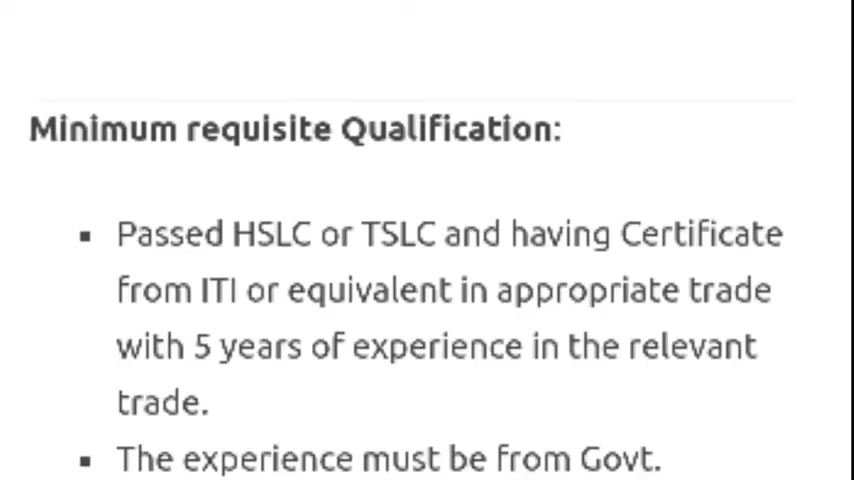 Minimum requisite Qualification:
▪ Passed HSLC or TSLC and having Certificate
from ITI or equivalent in appropriate trade
with 5 years of experience in the relevant
trade.
▪ The experience must be from Govt.